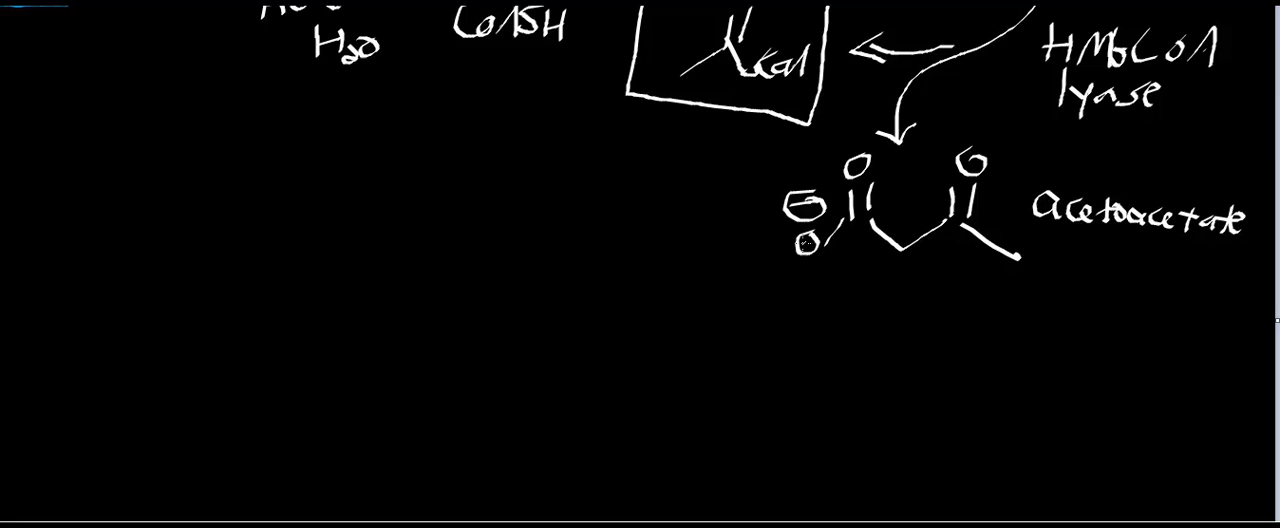 H₂O
CoASH
HMGCoA
lyase
O
O
⊖
O
acetoacetate